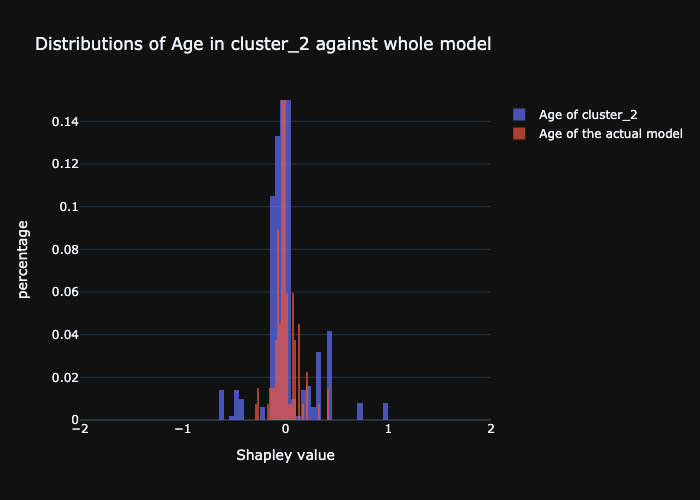 Distributions of Age in cluster_2 against whole model
Age of cluster_2
Age of the actual model
percentage
0.14
0.12
0.1
0.08
0.06
0.04
0.02
0
−2
−1
0
1
2
Shapley value